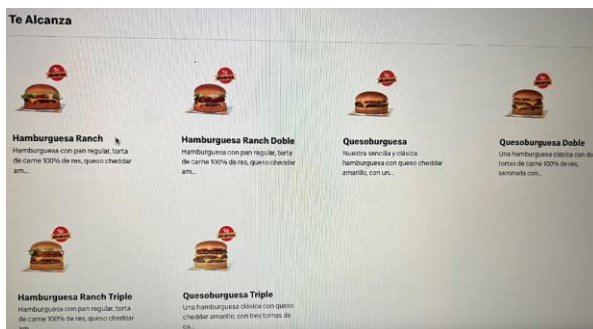 Te Alcanza
Hamburguesa Ranch
Hamburguesa con pan regular, torta
de carne 100% de res, queso cheddar
am...
Hamburguesa Ranch Doble
Hamburguesa con pan regular, torta
de carne 100% de res, queso cheddar
am...
Quesoburguesa
Nuestra sencilla y clásica
hamburguesa con queso cheddar
amarillo, con un...
Quesoburguesa Doble
Una hamburguesa clásica con do
tortas de carne 100% de res,
sazonada con...
Hamburguesa Ranch Triple
Hamburguesa con pan regular, torta
de carne 100% de res, queso cheddar
am...
Quesoburguesa Triple
Una hamburguesa clásica con queso
cheddar amarillo, con tres tortas de
ca...